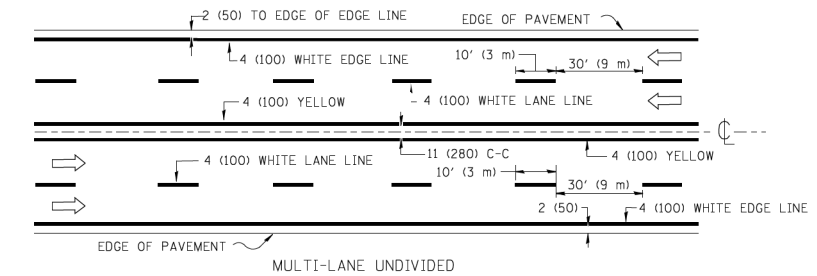 2 (50) TO EDGE OF EDGE LINE
EDGE OF PAVEMENT
4 (100) WHITE EDGE LINE
10' (3 m)
30' (9 m)
4 (100) YELLOW
4 (100) WHITE LANE LINE
C̲L
4 (100) WHITE LANE LINE
11 (280) C-C
4 (100) YELLOW
10' (3 m)
30' (9 m)
2 (50)
4 (100) WHITE EDGE LINE
EDGE OF PAVEMENT
MULTI-LANE UNDIVIDED